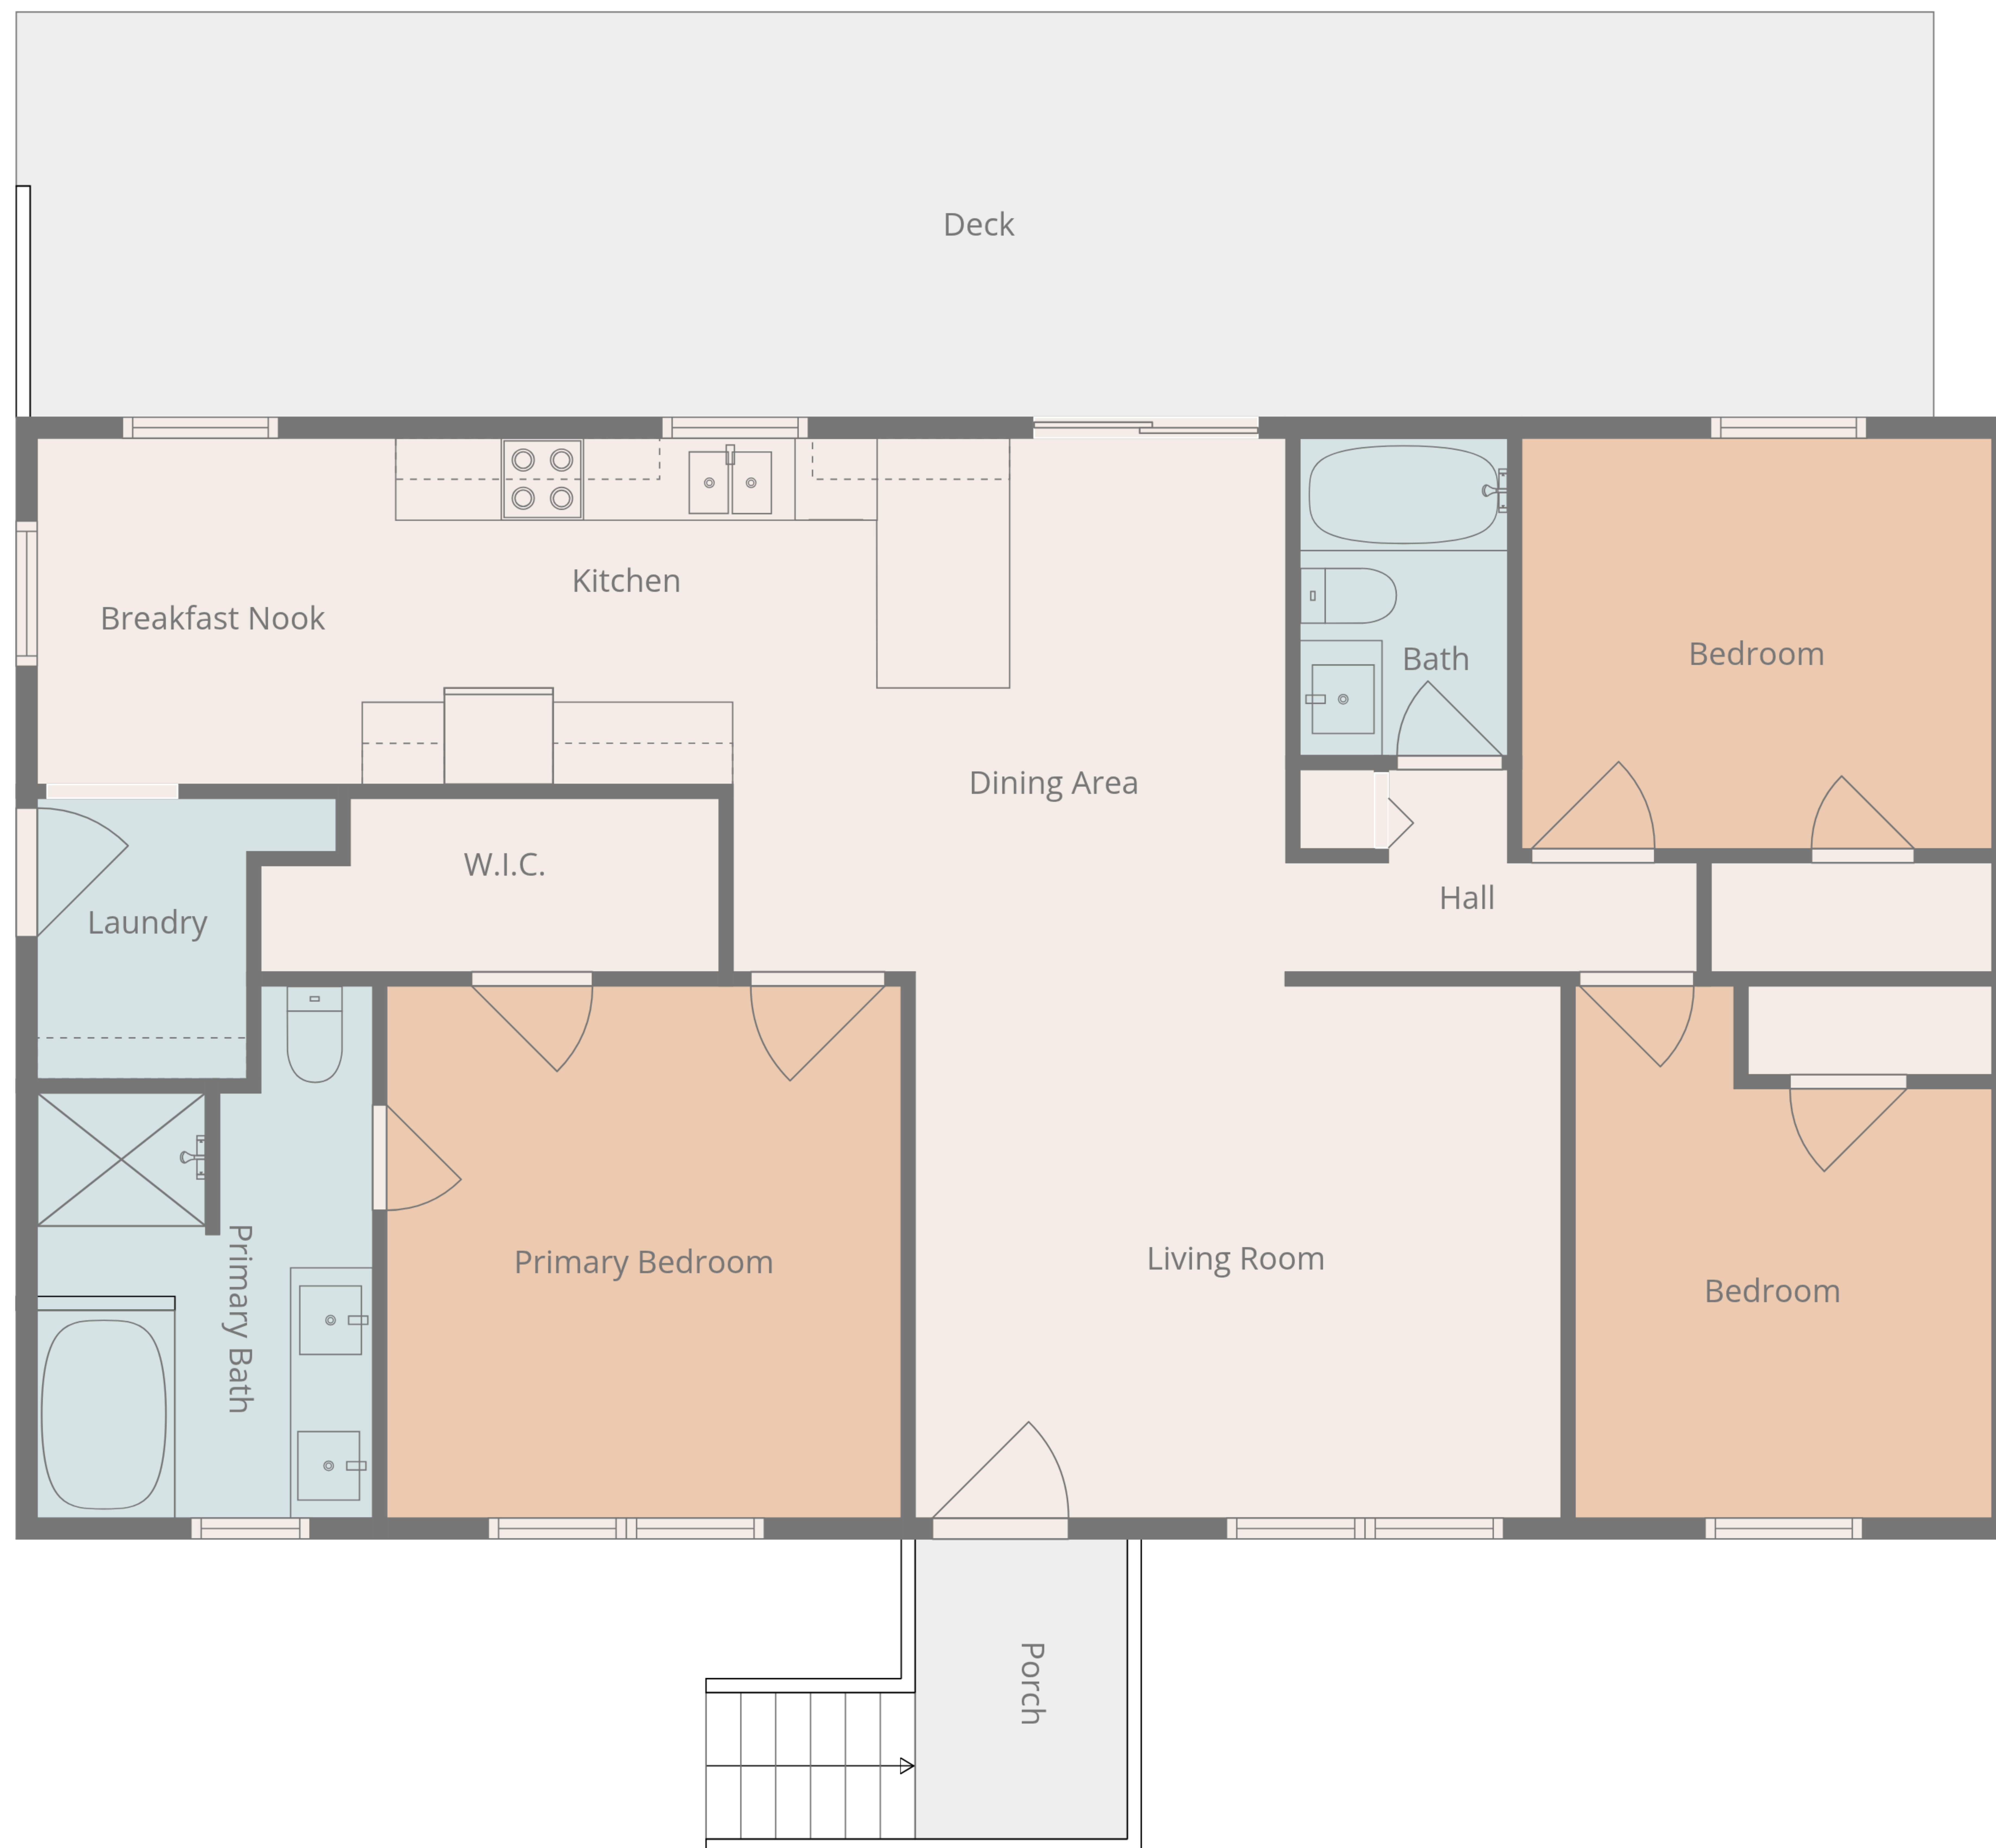 Deck
Kitchen
Breakfast Nook
Bath
Bedroom
Dining Area
W.I.C.
Hall
Laundry
Primary Bath
Primary Bedroom
Living Room
Bedroom
Porch